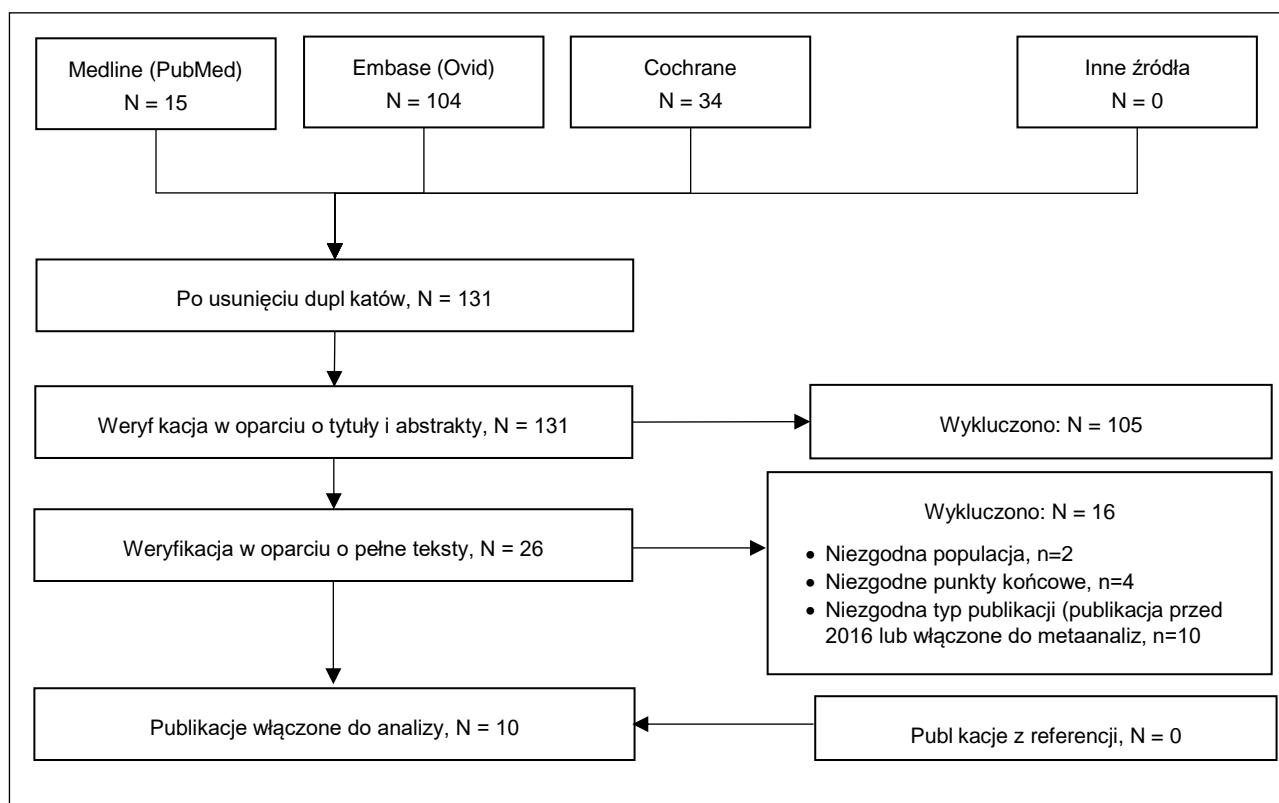 Medline (PubMed)
N = 15
Embase (Ovid)
N = 104
Cochrane
N = 34
Inne źródła
N = 0
Po usunięciu dupl katów, N = 131
Weryf kacja w oparciu o tytuły i abstrakty, N = 131
Wykluczono: N = 105
Weryfikacja w oparciu o pełne teksty, N = 26
Wykluczono: N = 16
• Niezgodna populacja, n=2
• Niezgodne punkty końcowe, n=4
• Niezgodna typ publikacji (publikacja przed
2016 lub włączone do metaanaliz, n=10
Publikacje włączone do analizy, N = 10
Publ kacje z referencji, N = 0